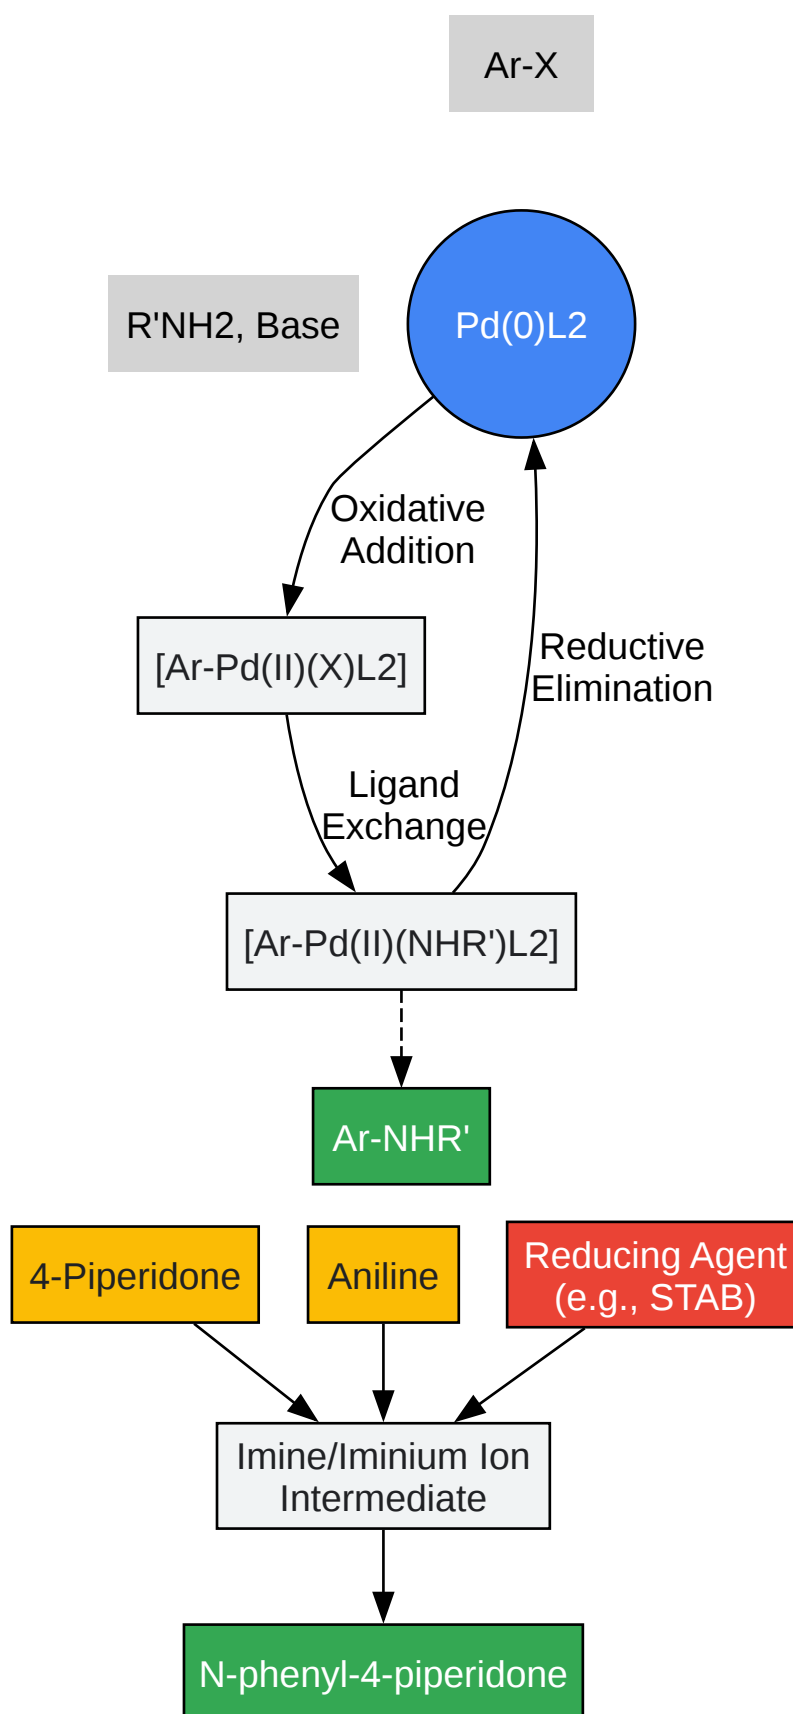 Ar-X
R'NH2, Base
Pd(0)L2
Oxidative
Addition
[Ar-Pd(II)(X)L2]
Reductive
Elimination
Ligand
Exchange
[Ar-Pd(II)(NHR')L2]
Ar-NHR'
4-Piperidone
Aniline
Reducing Agent
(e.g., STAB)
Imine/Iminium Ion
Intermediate
N-phenyl-4-piperidone